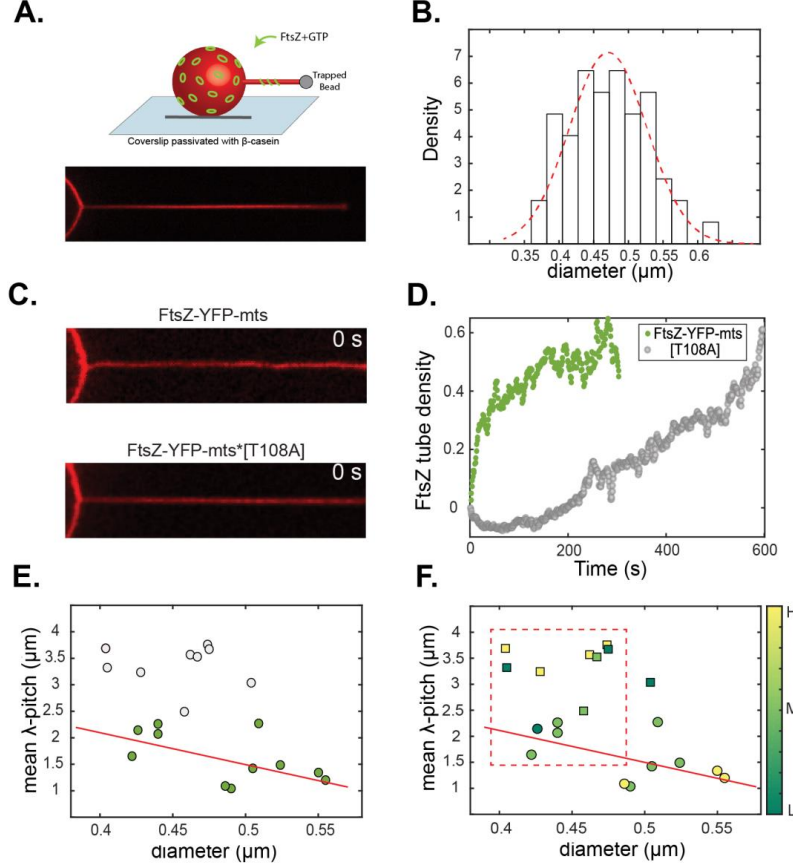 A.
FtsZ+GTP
Trapped
Bead
Coverslip passivated with β-casein
B.
Density
7
6
5
4
3
2
1
0.35
0.4
0.45
0.5
0.55
0.6
diameter (µm)
C.
FtsZ-YFP-mts
0 s
FtsZ-YFP-mts*[T108A]
0 s
D.
FtsZ tube density
0.6
0.4
0.2
0
FtsZ-YFP-mts
[T108A]
0
200
400
600
Time (s)
E.
mean λ-pitch (µm)
4
3.5
3
2.5
2
1.5
1
0.4
0.45
0.5
0.55
diameter (µm)
F.
mean λ-pitch (µm)
4
3.5
3
2.5
2
1.5
1
0.4
0.45
0.5
0.55
diameter (µm)
H
M
L